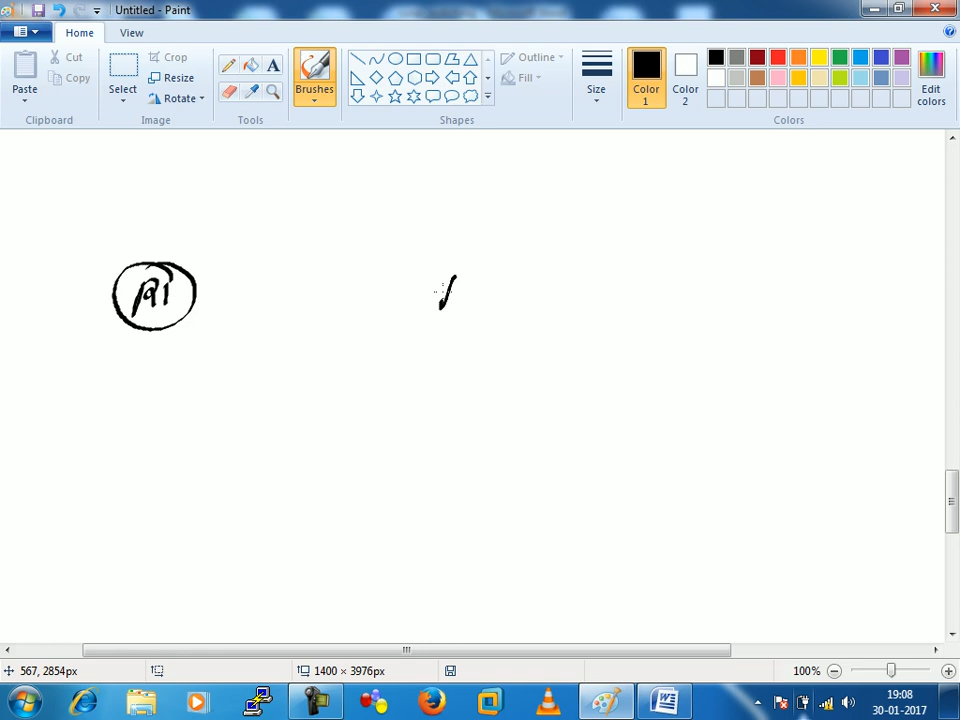 Untitled - Paint
Home
View
Paste
Cut
Copy
Clipboard
Select
Crop
Resize
Rotate
Image
A
Tools
Brushes
Shapes
Outline
Fill
Size
Color 1
Color 2
Edit colors
Colors
567, 2854px
1400 × 3976px
100%
19:08
30-01-2017